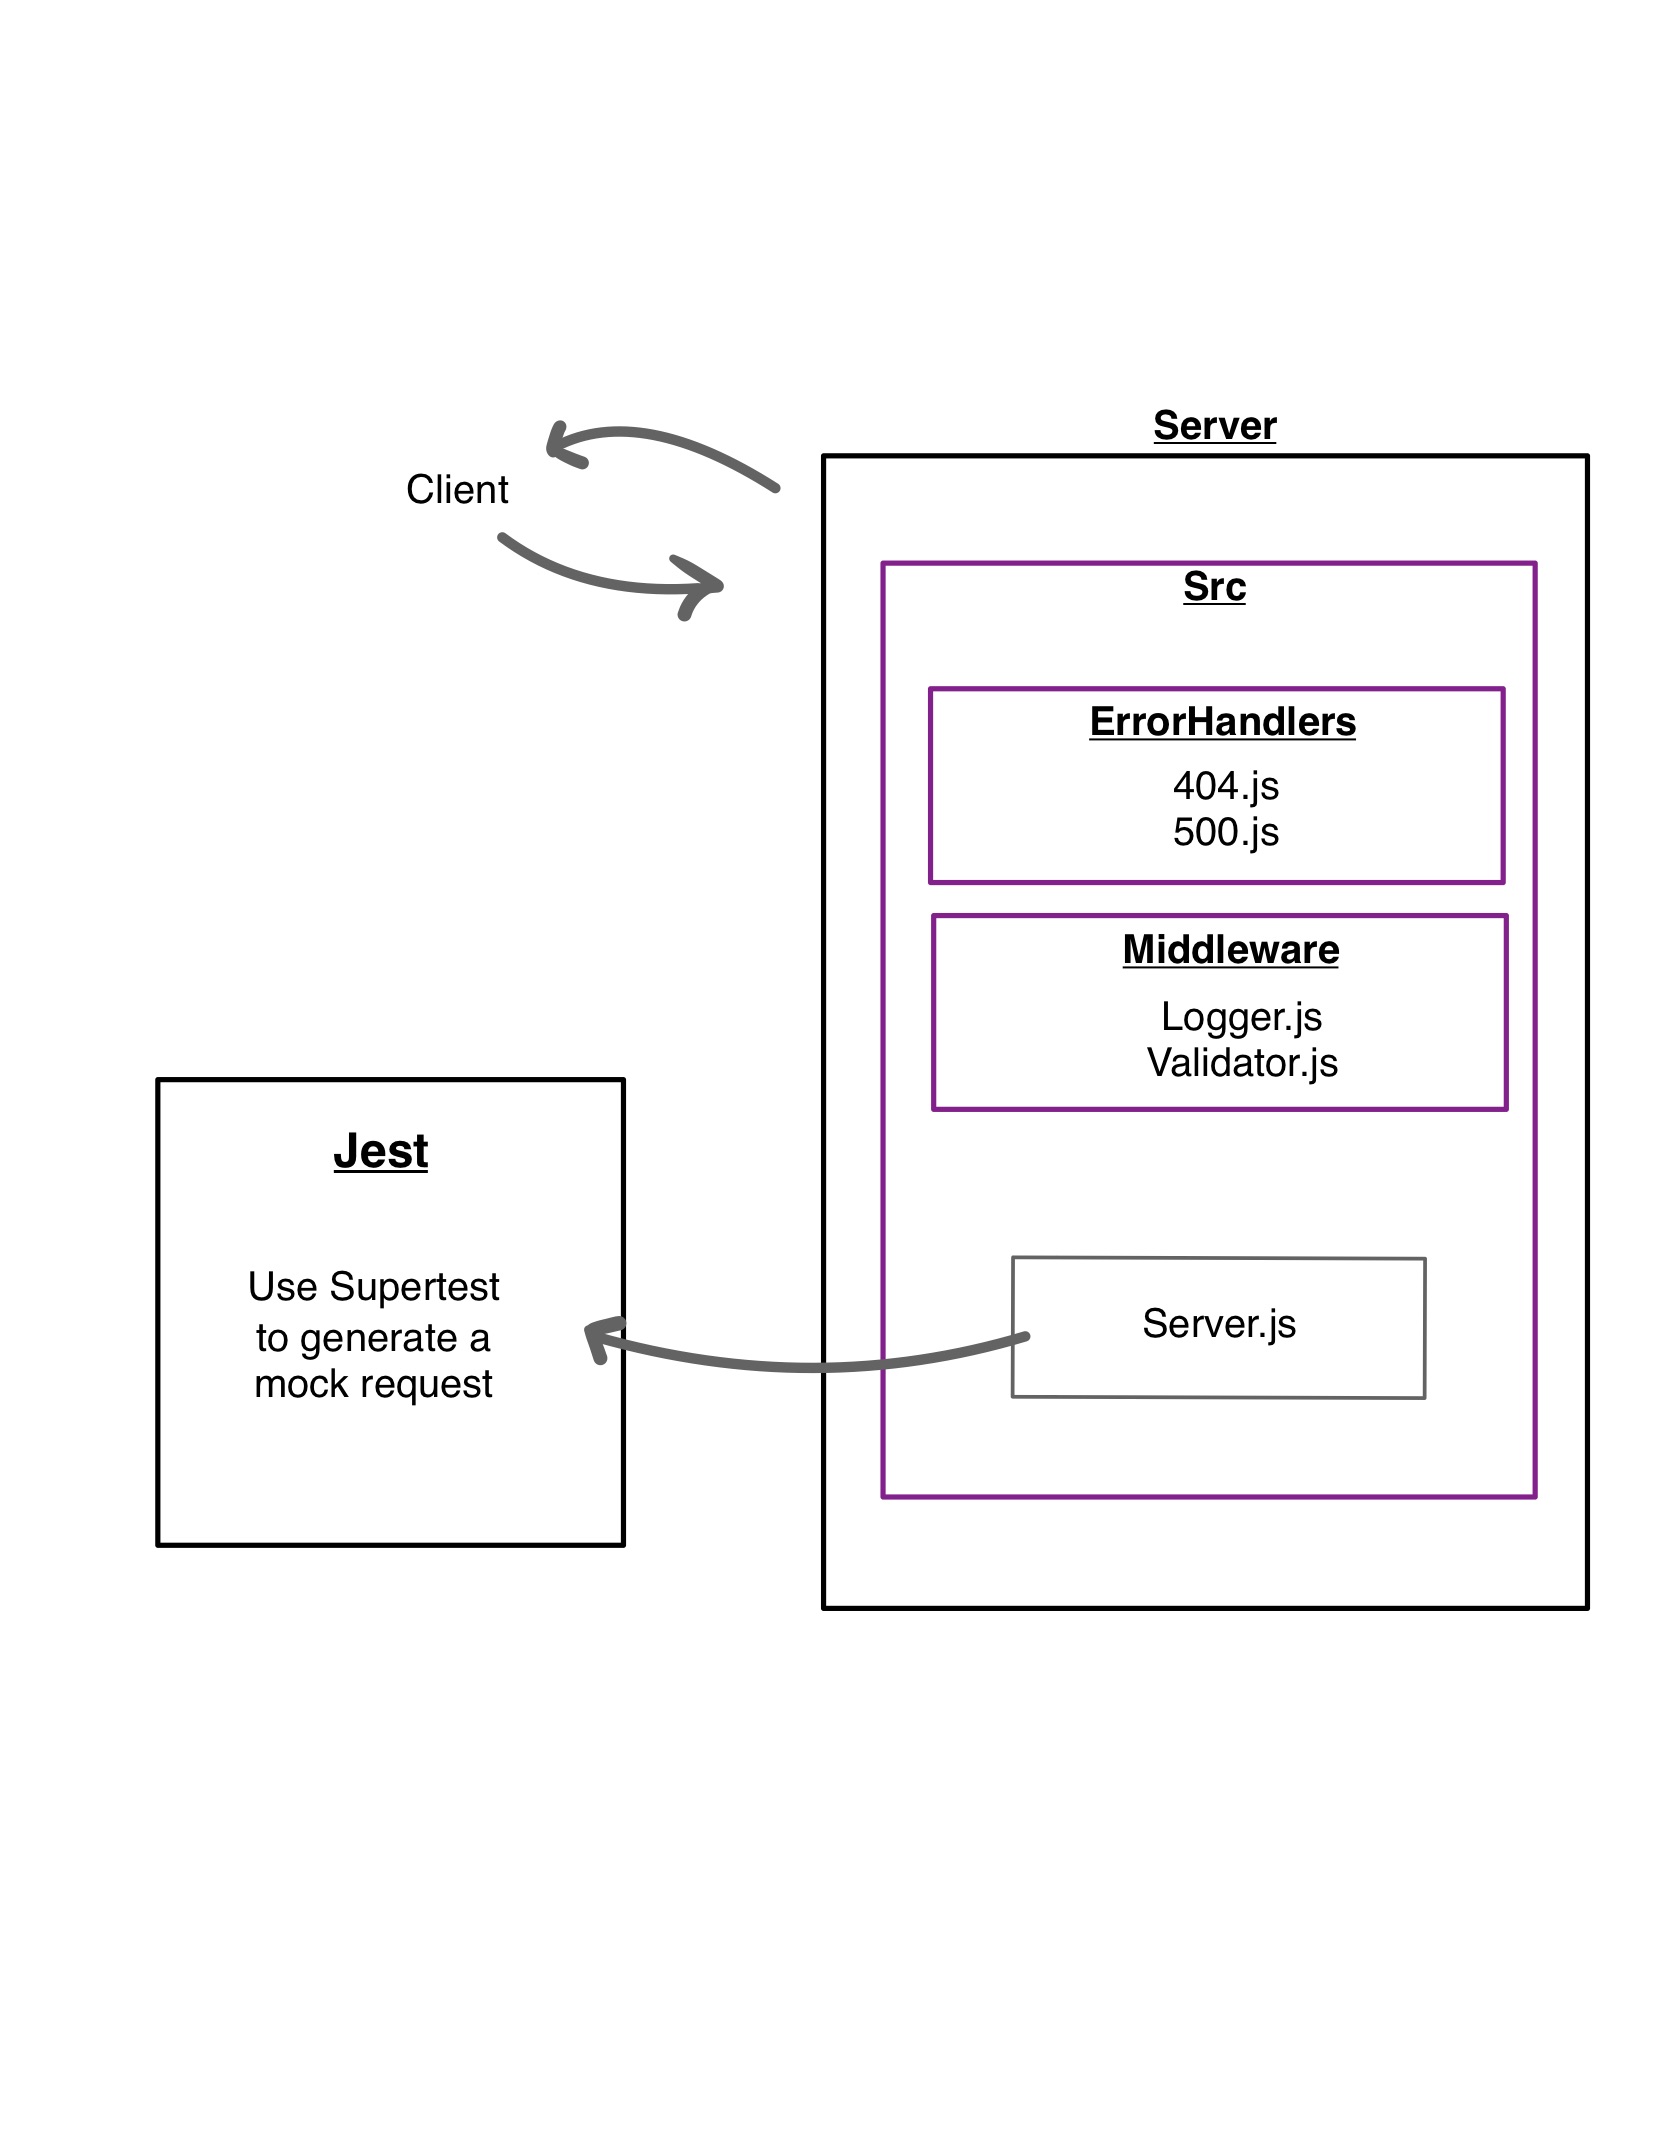 Server
Client
Src
ErrorHandlers
404.js
500.js
Middleware
Logger.js
Validator.js
Jest
Use Supertest
to generate a
mock request
Server.js